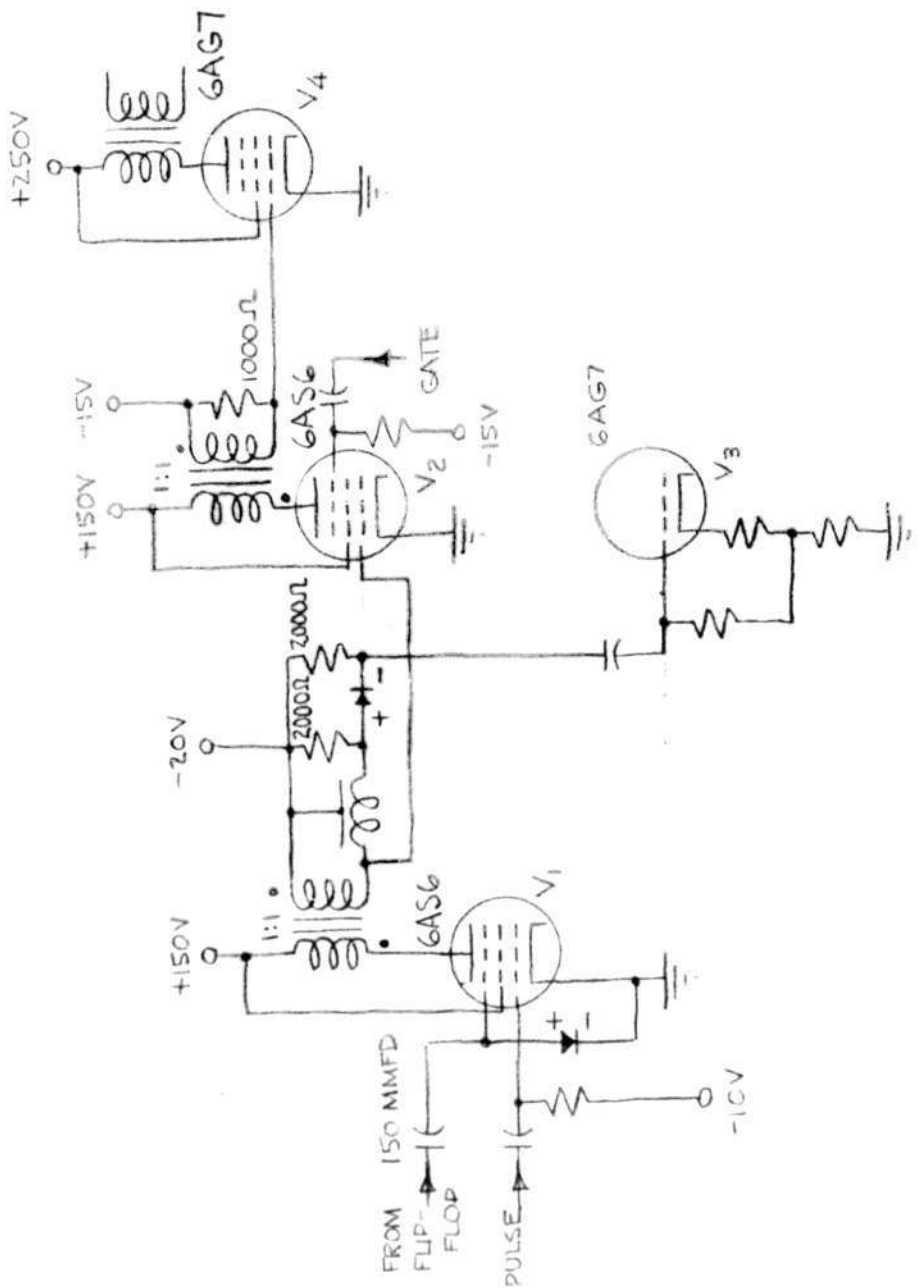 +250V
6AG7
V4
-15V
+150V
1:1
1000Ω
6AS6
GATE
V2
-15V
-20V
2000Ω
2000Ω
6AG7
V3
+150V
1:1
6AS6
V1
+
-
+
-
FROM 150 MMFD
FLIP-
FLOP
PULSE
-10V